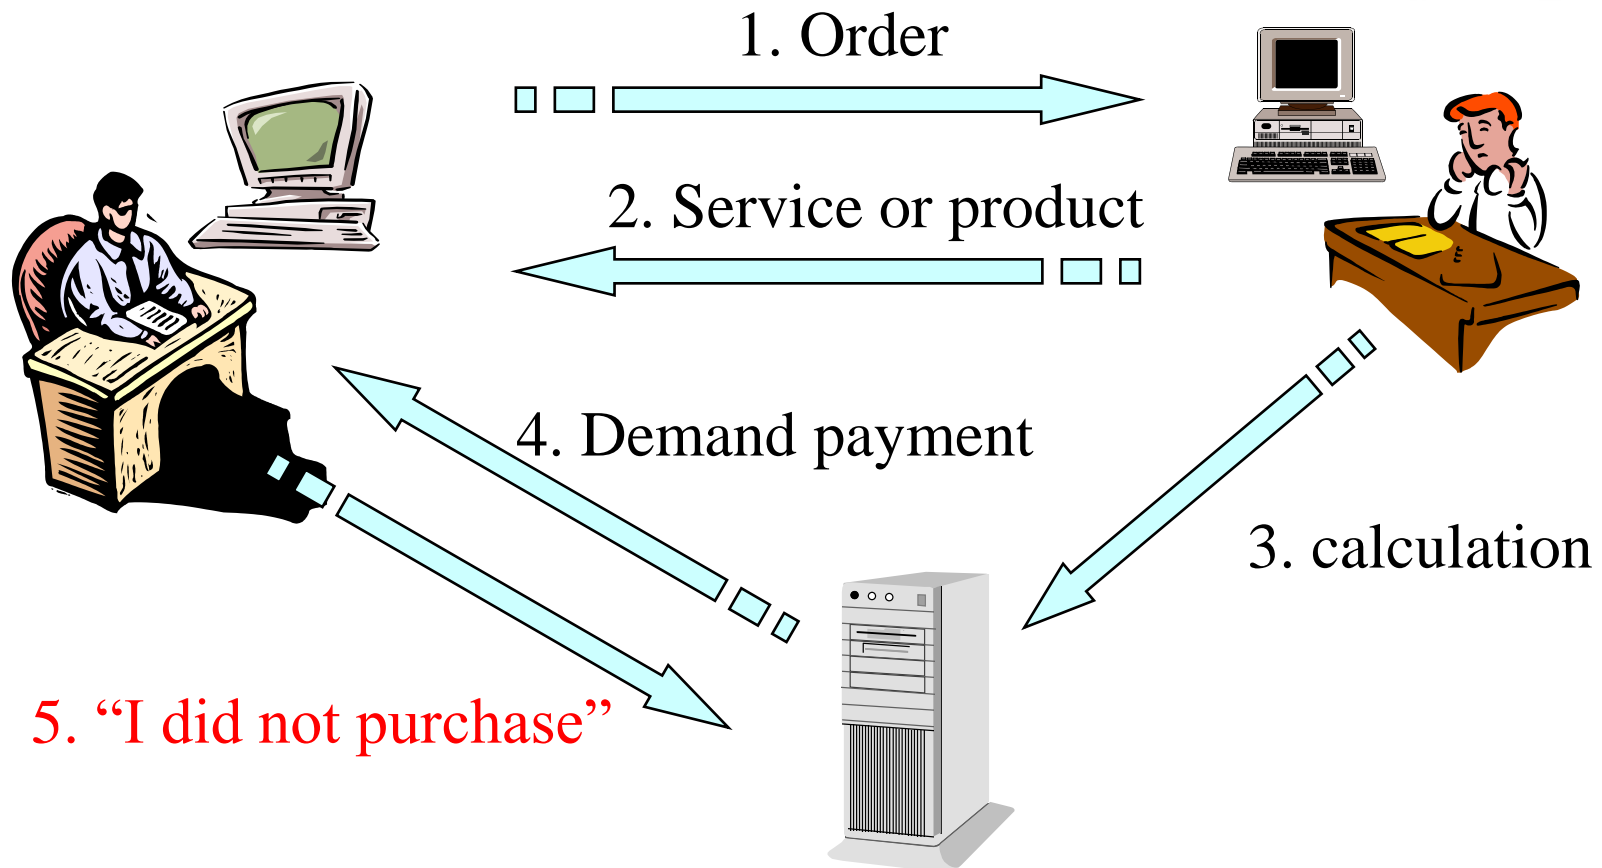 1. Order
2. Service or product
4. Demand payment
3. calculation
5. “I did not purchase”